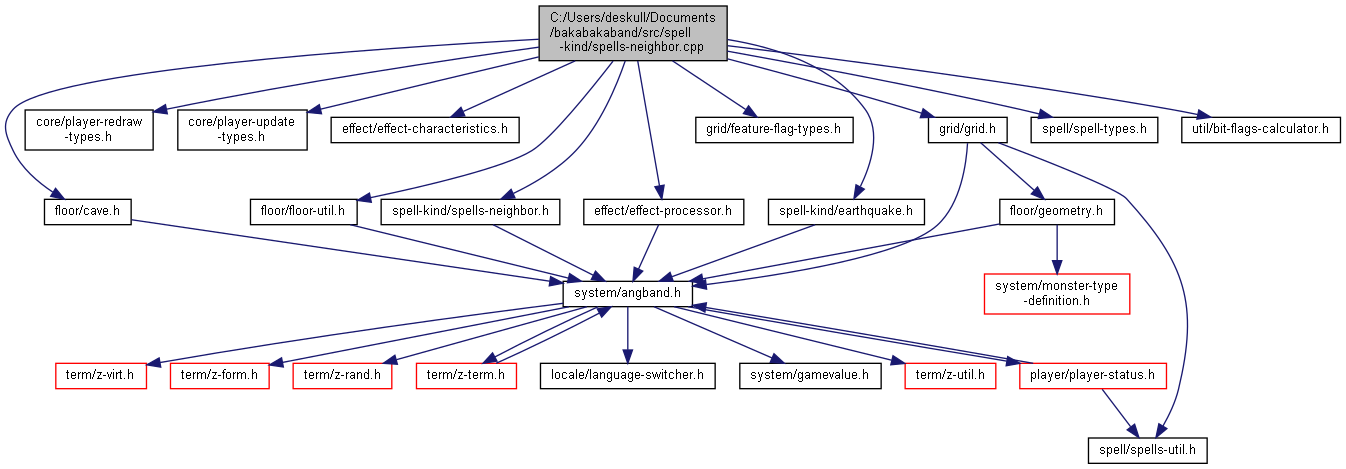 C:/Users/deskull/Documents
/bakabakaband/src/spell
-kind/spells-neighbor.cpp
core/player-redraw
-types.h
core/player-update
-types.h
effect/effect-characteristics.h
grid/feature-flag-types.h
grid/grid.h
spell/spell-types.h
util/bit-flags-calculator.h
floor/cave.h
floor/floor-util.h
spell-kind/spells-neighbor.h
effect/effect-processor.h
spell-kind/earthquake.h
floor/geometry.h
system/angband.h
system/monster-type
-definition.h
term/z-virt.h
term/z-form.h
term/z-rand.h
term/z-term.h
locale/language-switcher.h
system/gamevalue.h
term/z-util.h
player/player-status.h
spell/spells-util.h